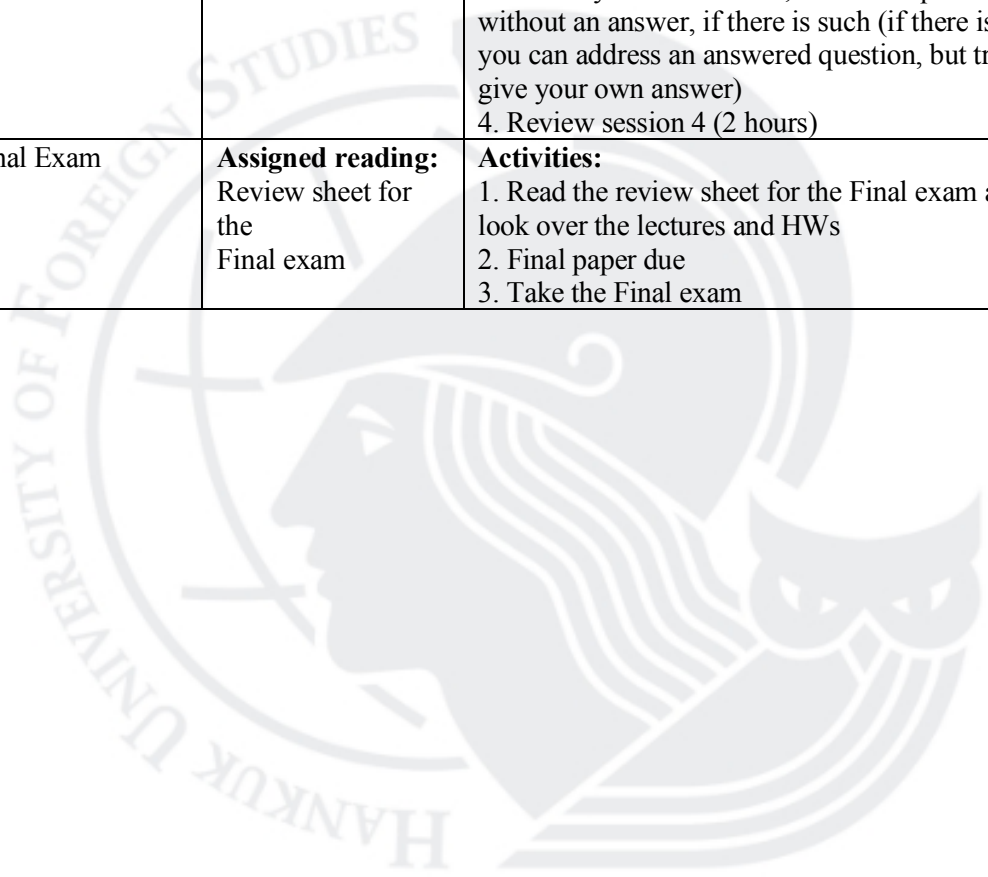 without an answer, if there is such (if there is
you can address an answered question, but
give your own answer)
4. Review session 4 (2 hours)
nal Exam
Assigned reading:
Review sheet for
the
Final exam
Activities:
1. Read the review sheet for the Final exam a
look over the lectures and HWs
2. Final paper due
3. Take the Final exam
HANKUK UNIVERSITY OF FOREIGN STUDIES